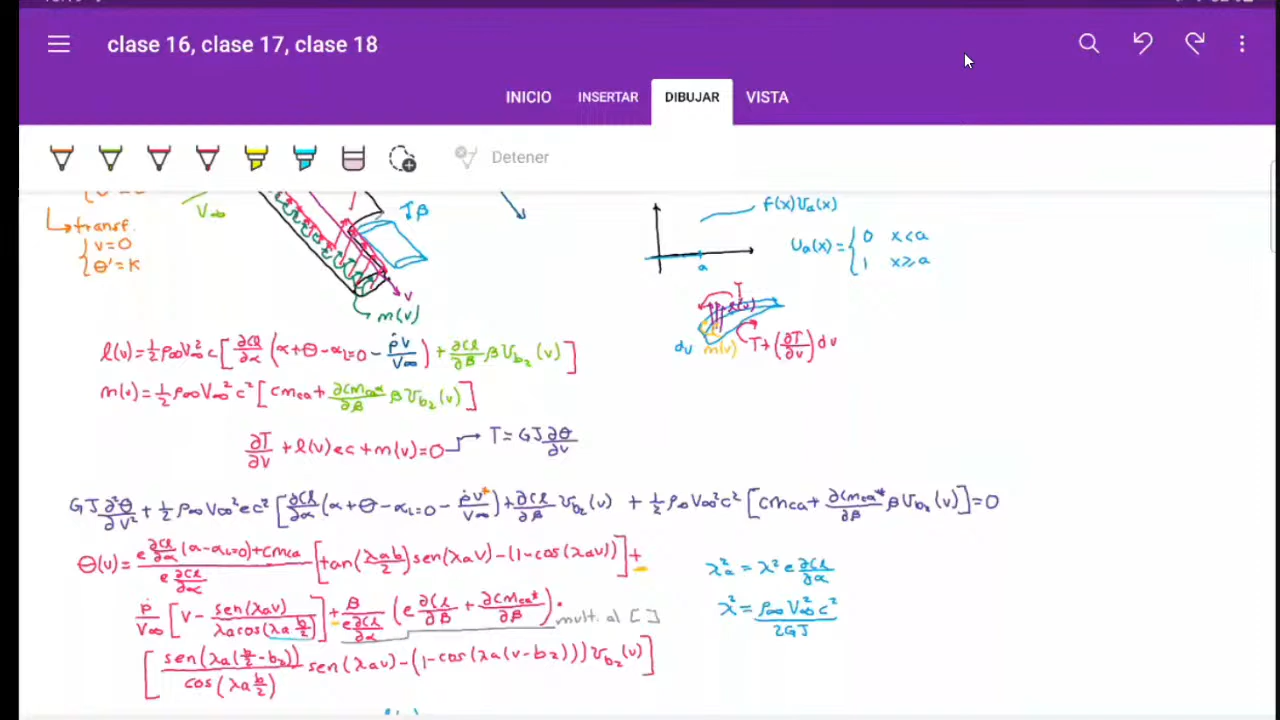 clase 16, clase 17, clase 18
INICIO INSERTAR DIBUJAR VISTA
Detener
V∞
↳transf.
{ v=0
{ θ'=K
Jβ
v
m(v)
f(x)Ua(x)
a
Ua(x)={ 0 x<a
1 x≥a
T
l(v)
dv m(v) T+(∂T/∂v)dv
l(v)=½ρ∞V∞²c[∂Cl/∂α(α+θ-αL=0-ṗv/V∞)+∂Cl/∂β βUb₂(v)]
m(v)=½ρ∞V∞²c²[cmca+∂cmca*/∂β βUb₂(v)]
∂T/∂v+l(v)ec+m(v)=0 → T=GJ∂θ/∂v
GJ∂²θ/∂v²+½ρ∞V∞²ec²[∂Cl/∂α(α+θ-αL=0-ṗv/V∞)+∂Cl/∂β Ub₂(v) +½ρ∞V∞²c²[cmca+∂cmca*/∂β βUb₂(v)]=0
θ(v)=e∂Cl/∂α(α-αL=0)+cmca/e∂Cl/∂α [tan(λab/2)sen(λav)-(1-cos(λav))]+
ṗ/V∞[v-sen(λav)/λacos(λa b/2)]+β/e∂Cl/∂α(e∂Cl/∂β+∂cmca*/∂β)· mult. al [ ]
[sen(λa(b/2-b₂))/cos(λa b/2) sen(λav)-(1-cos(λa(v-b₂)))Ub₂(v)]
λa²=λ²e∂Cl/∂α
λ²=ρ∞V∞²c²/2GJ